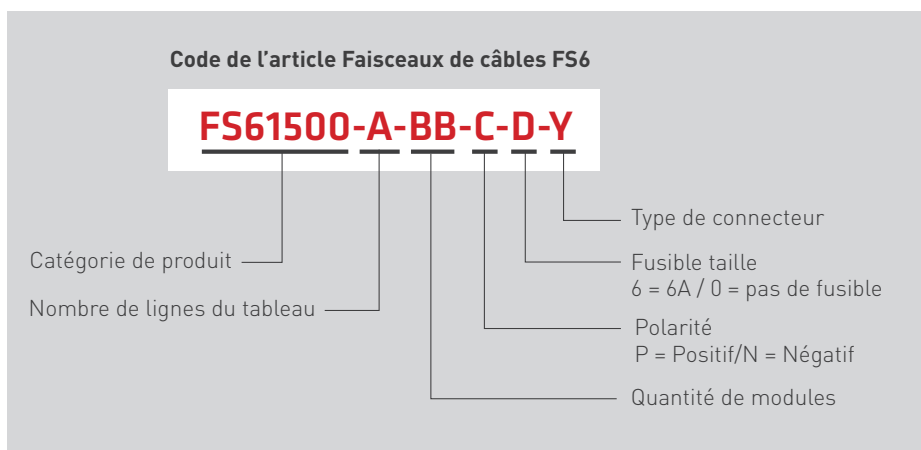 Code de l’article Faisceaux de câbles FS6
FS61500-A-BB-C-D-Y
Type de connecteur
Catégorie de produit
Fusible taille
6 = 6A / 0 = pas de fusible
Nombre de lignes du tableau
Polarité
P = Positif/N = Négatif
Quantité de modules